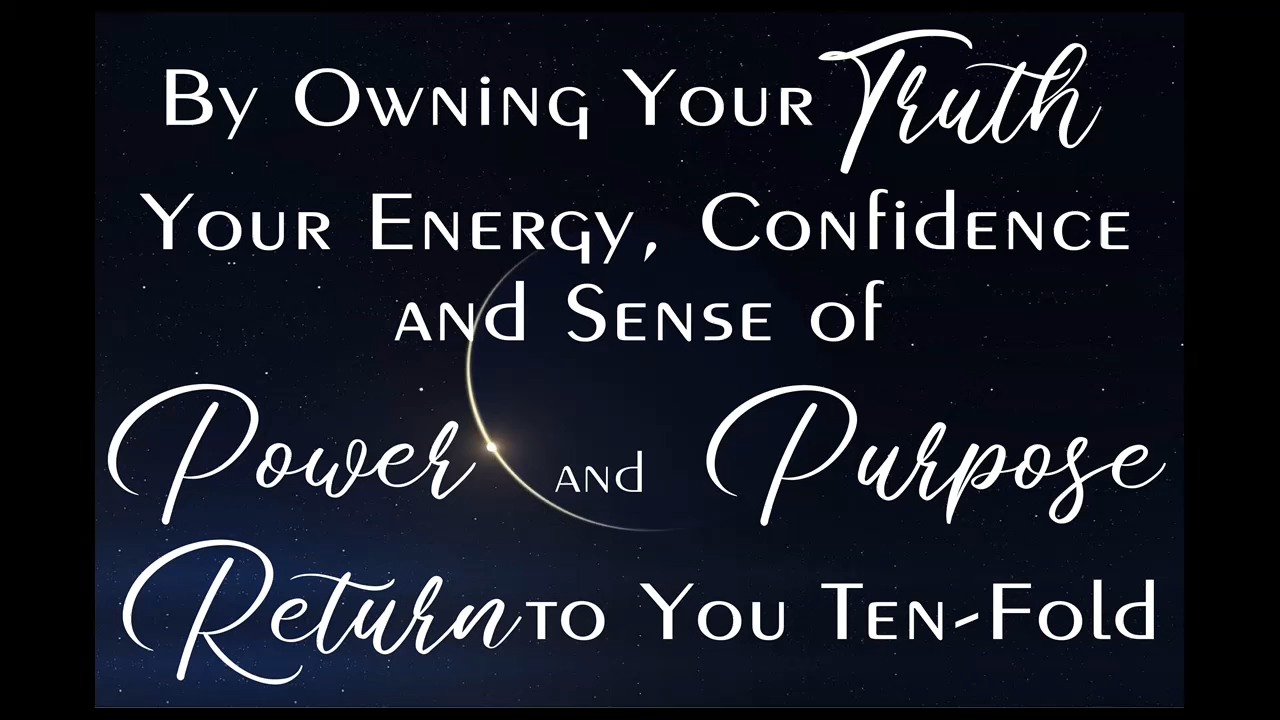 By Owning Your Truth
Your Energy, Confidence
and Sense of
Power and Purpose
Return to You Ten-Fold